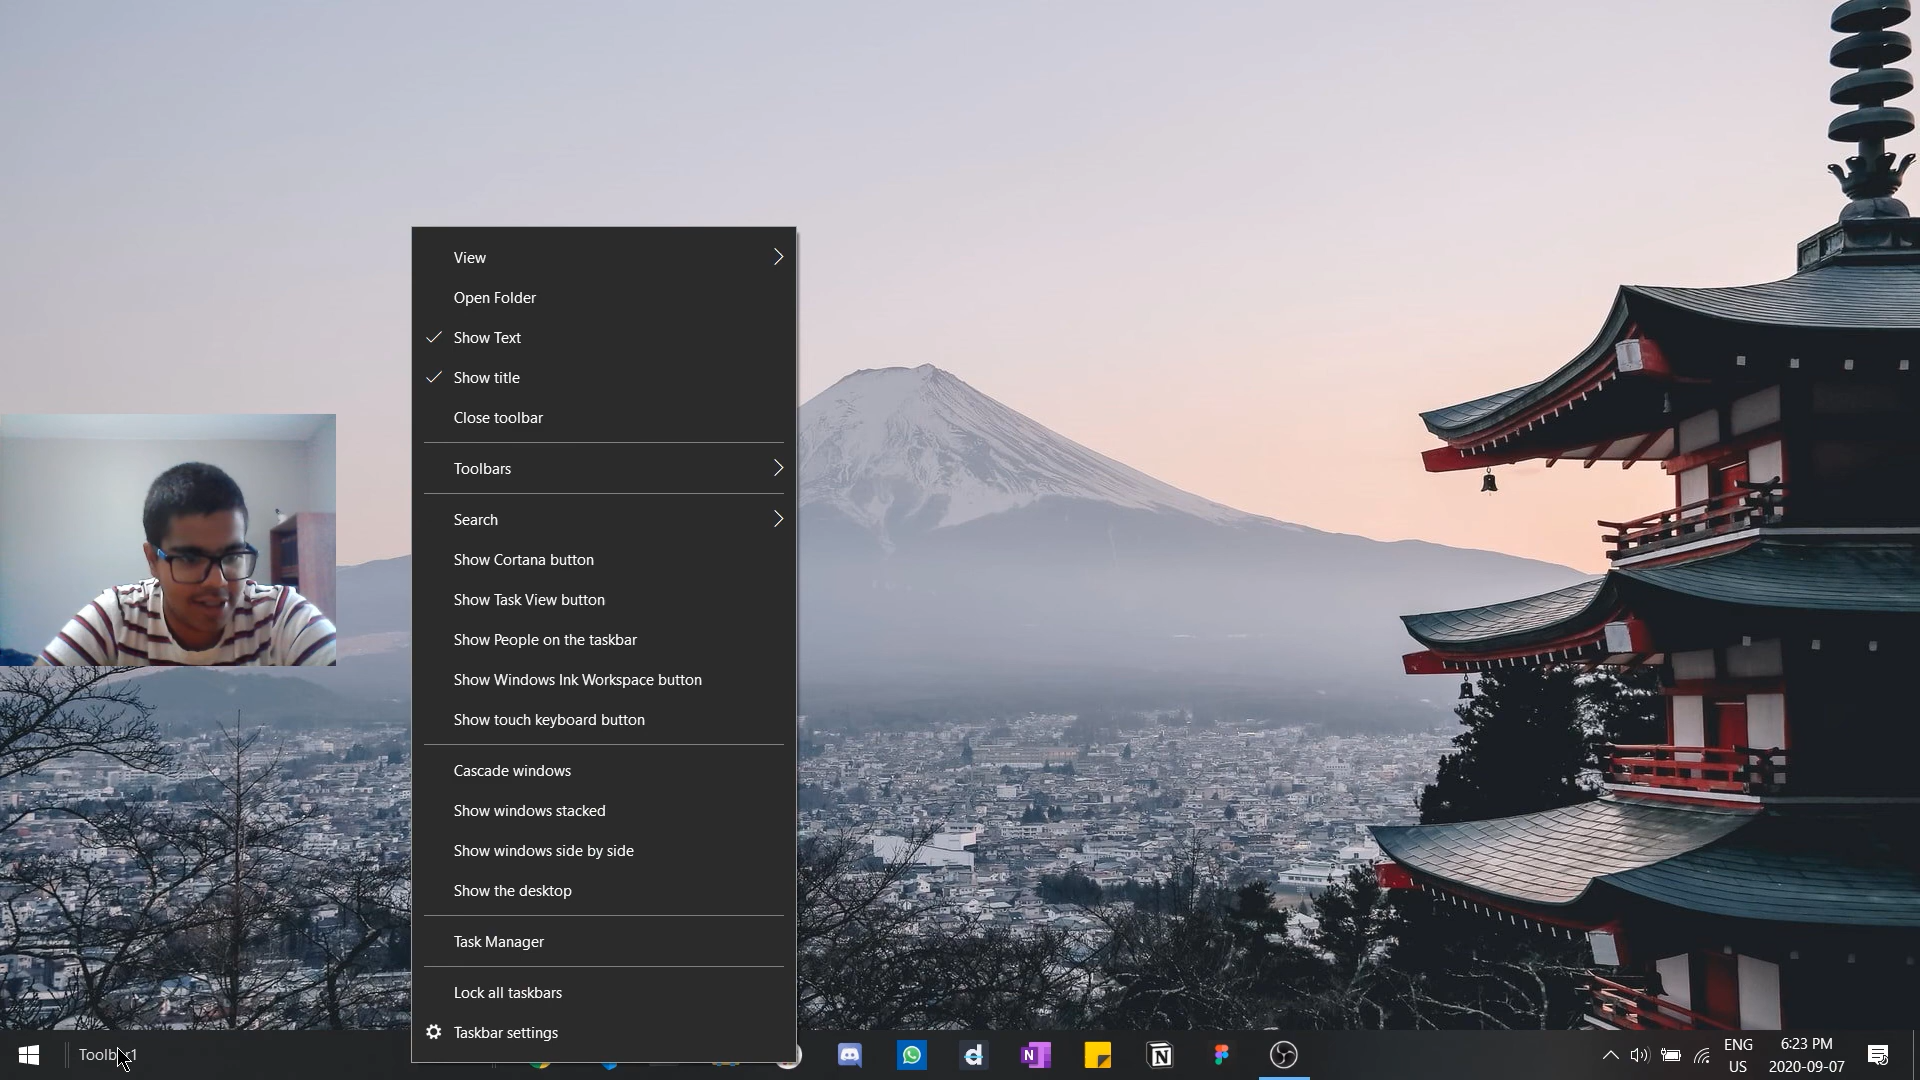 View
Open Folder
Show Text
Show title
Close toolbar
Toolbars
Search
Show Cortana button
Show Task View button
Show People on the taskbar
Show Windows Ink Workspace button
Show touch keyboard button
Cascade windows
Show windows stacked
Show windows side by side
Show the desktop
Task Manager
Lock all taskbars
Taskbar settings
ENG
US
6:23 PM
2020-09-07